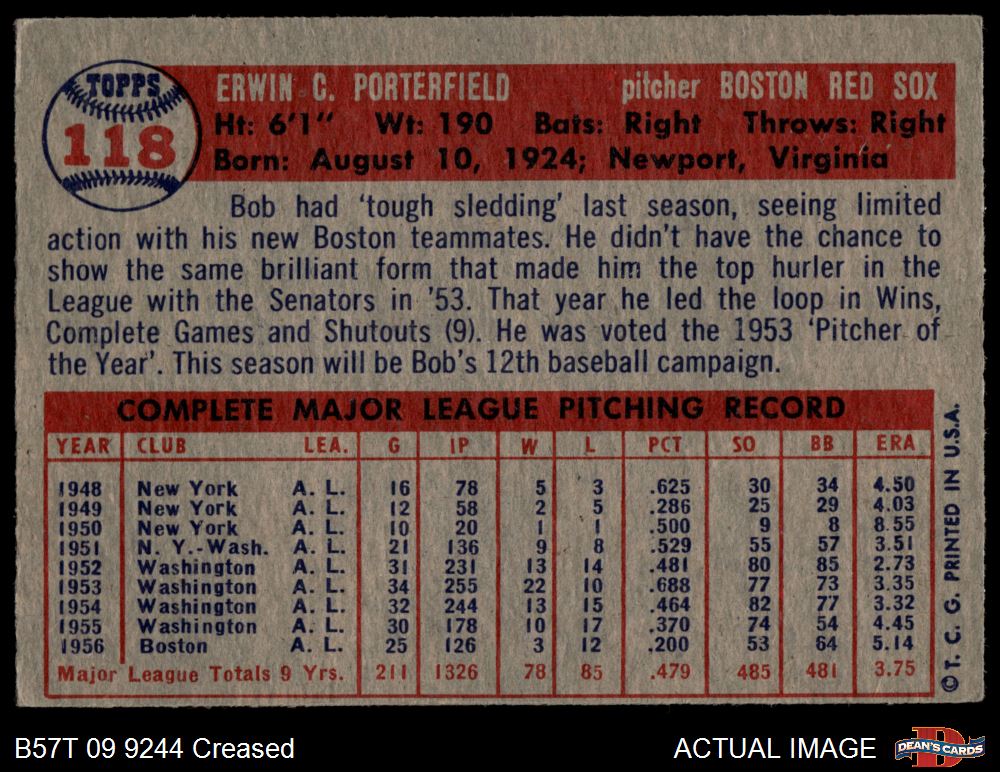 TOPPS
118
ERWIN C. PORTERFIELD pitcher BOSTON RED SOX
Ht: 6'1" Wt: 190 Bats: Right Throws: Right
Born: August 10, 1924; Newport, Virginia
Bob had 'tough sledding' last season, seeing limited
action with his new Boston teammates. He didn't have the chance to
show the same brilliant form that made him the top hurler in the
League with the Senators in '53. That year he led the loop in Wins,
Complete Games and Shutouts (9). He was voted the 1953 'Pitcher of
the Year'. This season will be Bob's 12th baseball campaign.
COMPLETE MAJOR LEAGUE PITCHING RECORD
YEAR CLUB LEA. G IP W L PCT SO BB ERA
1948 New York A. L. 16 78 5 3 .625 30 34 4.50
1949 New York A. L. 12 58 2 5 .286 25 29 4.03
1950 New York A. L. 10 20 1 1 .500 9 8 8.55
1951 N. Y.-Wash. A. L. 21 136 9 8 .529 55 57 3.51
1952 Washington A. L. 31 231 13 14 .481 80 85 2.73
1953 Washington A. L. 34 255 22 10 .688 77 73 3.35
1954 Washington A. L. 32 244 13 15 .464 82 77 3.32
1955 Washington A. L. 30 178 10 17 .370 74 54 4.45
1956 Boston A. L. 25 126 3 12 .200 53 64 5.14
Major League Totals 9 Yrs. 211 1326 78 85 .479 485 481 3.75
© T. C. G. PRINTED IN U.S.A.
B57T 09 9244 Creased
ACTUAL IMAGE
DEAN'S CARDS